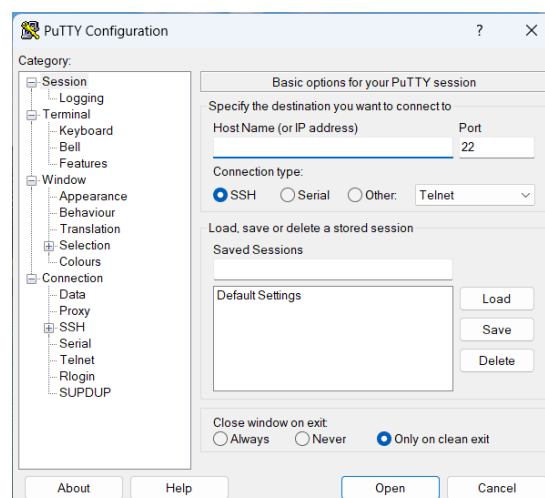 PuTTY Configuration ? ×
Category:
Session
Logging
Terminal
Keyboard
Bell
Features
Window
Appearance
Behaviour
Translation
Selection
Colours
Connection
Data
Proxy
SSH
Serial
Telnet
Rlogin
SUPDUP
Basic options for your PuTTY session
Specify the destination you want to connect to
Host Name (or IP address) Port
22
Connection type:
SSH Serial Other: Telnet
Load, save or delete a stored session
Saved Sessions
Default Settings
Load
Save
Delete
Close window on exit:
Always Never Only on clean exit
About Help Open Cancel